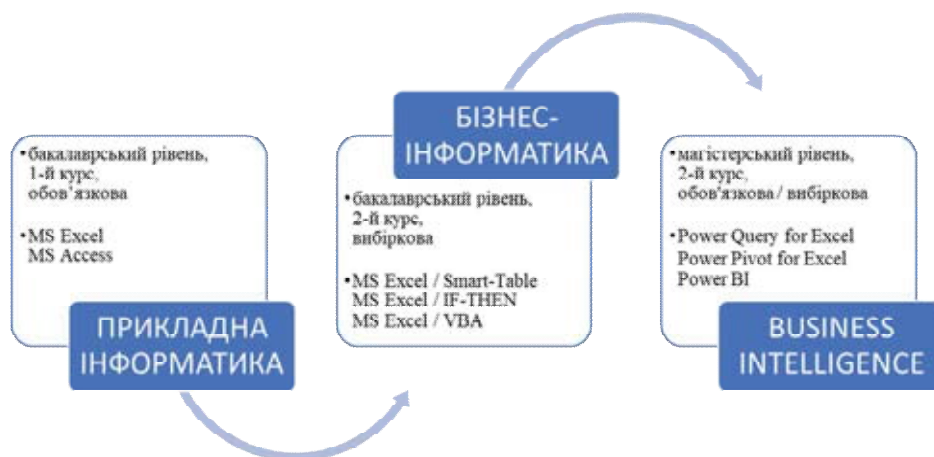 •бакалаврський рівень,
1-й курс,
обов’язкова
•MS Excel
MS Access
ПРИКЛАДНА
ІНФОРМАТИКА
БІЗНЕС-
ІНФОРМАТИКА
•бакалаврський рівень,
2-й курс,
вибіркова
•MS Excel / Smart-Table
MS Excel / IF-THEN
MS Excel / VBA
•магістерський рівень,
2-й курс,
обов'язкова / вибіркова
•Power Query for Excel
Power Pivot for Excel
Power BI
BUSINESS
INTELLIGENCE